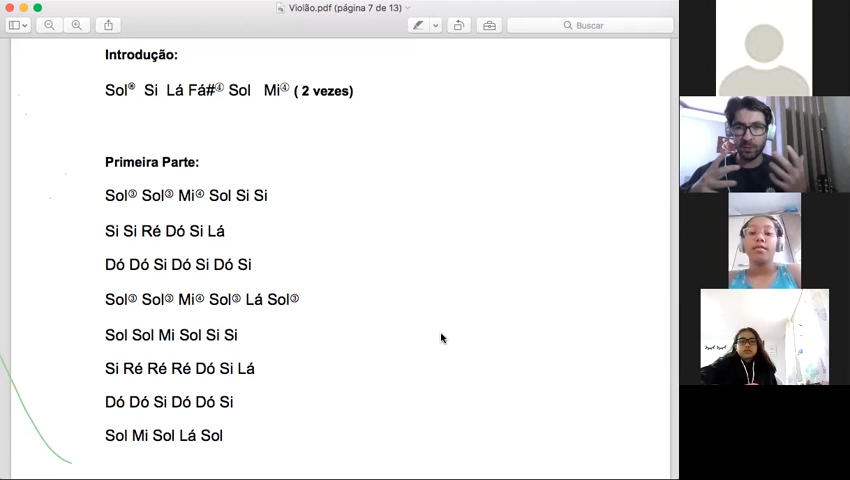 Violão.pdf (página 7 de 13)
Buscar
Introdução:
Sol Si Lá Fá#④ Sol Mi④ ( 2 vezes)
Primeira Parte:
Sol③ Sol③ Mi④ Sol Si Si
Si Si Ré Dó Si Lá
Dó Dó Si Dó Si Dó Si
Sol③ Sol③ Mi④ Sol③ Lá Sol③
Sol Sol Mi Sol Si Si
Si Ré Ré Ré Dó Si Lá
Dó Dó Si Dó Dó Si
Sol Mi Sol Lá Sol